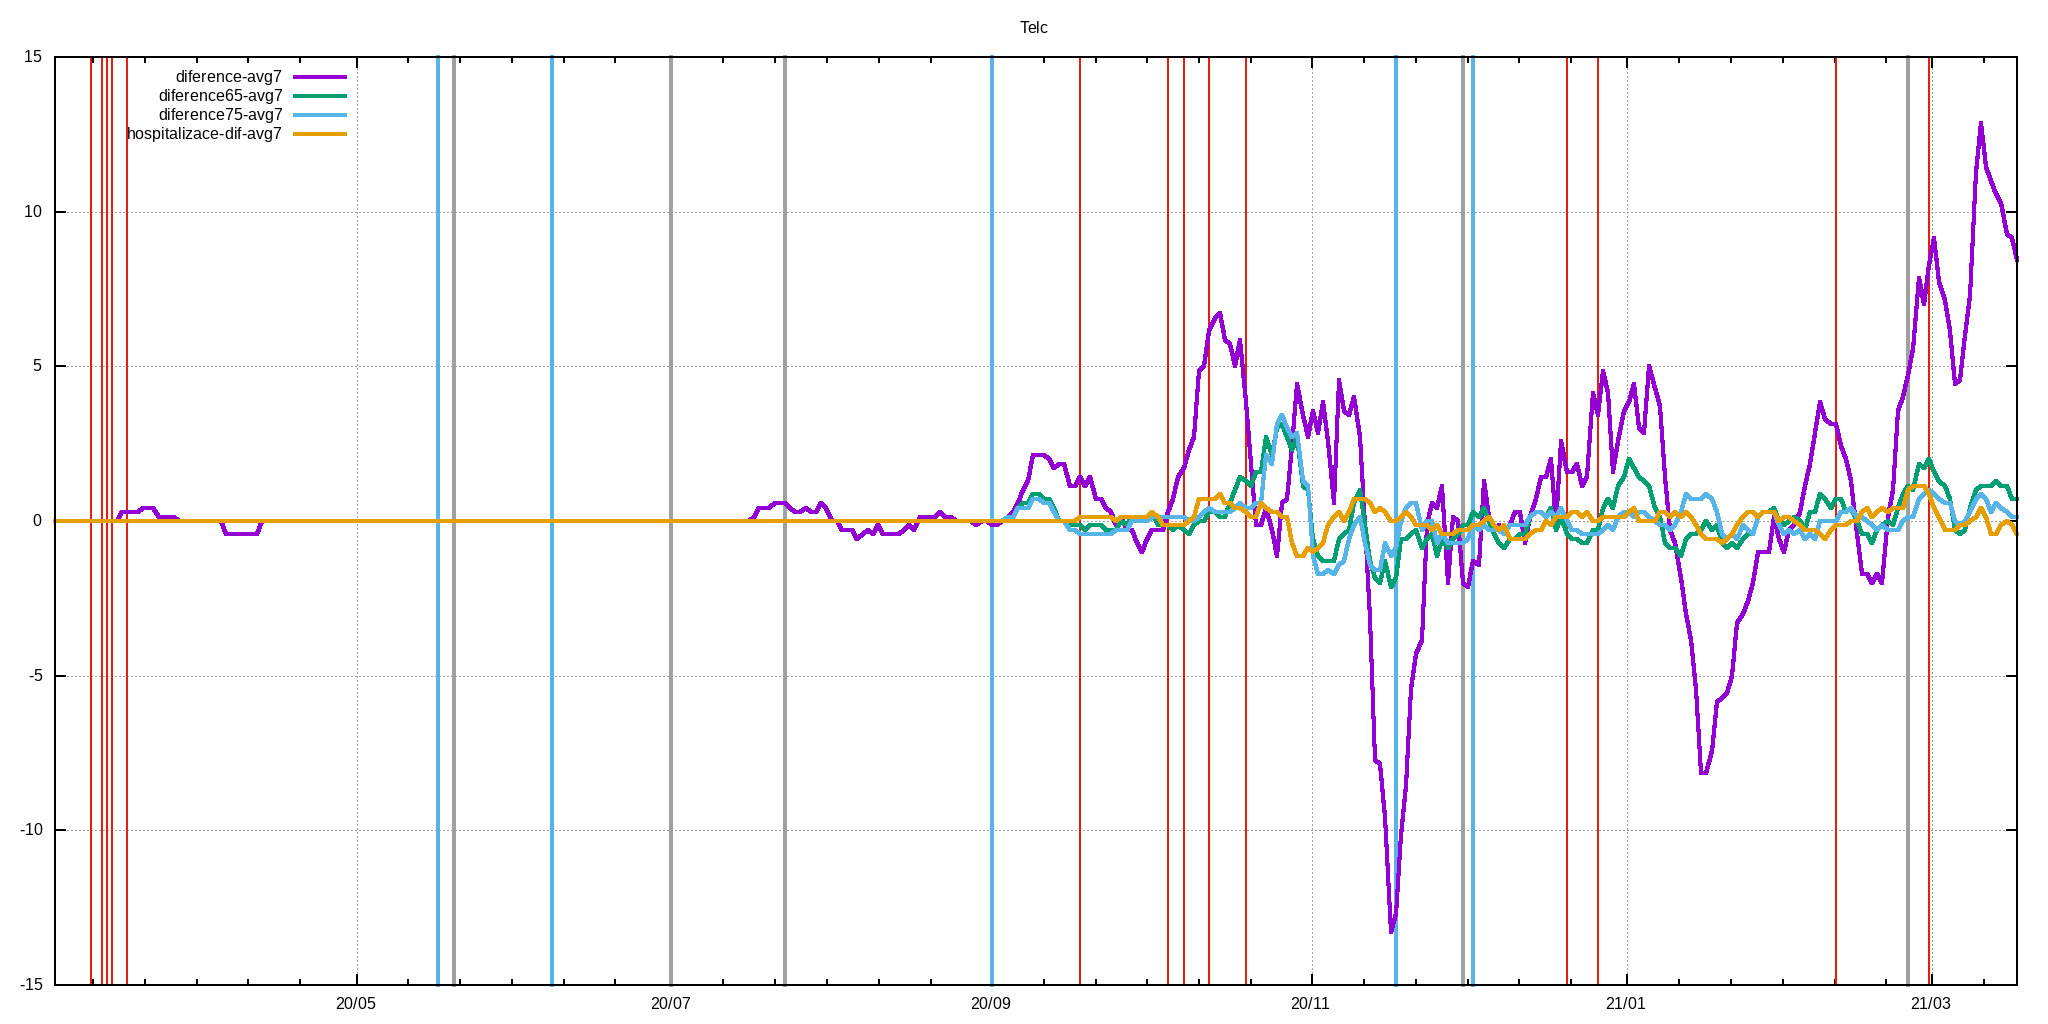 Telc
15
diference-avg7
diference65-avg7
diference75-avg7
hospitalizace-dif-avg7
10
5
0
-5
-10
-15
20/05 20/07 20/09 20/11 21/01 21/03